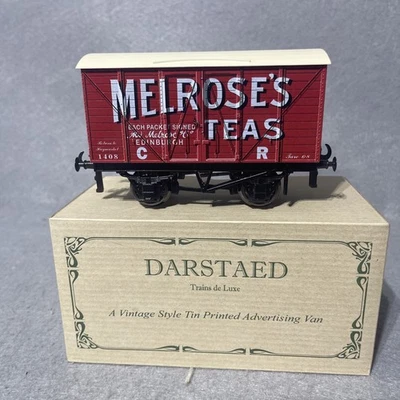 MELROSE'S
TEAS
EACH PACKET SIGNED
EDINBURGH
C R
1408
DARSTAED
Trains de Luxe
A Vintage Style Tin Printed Advertising Van